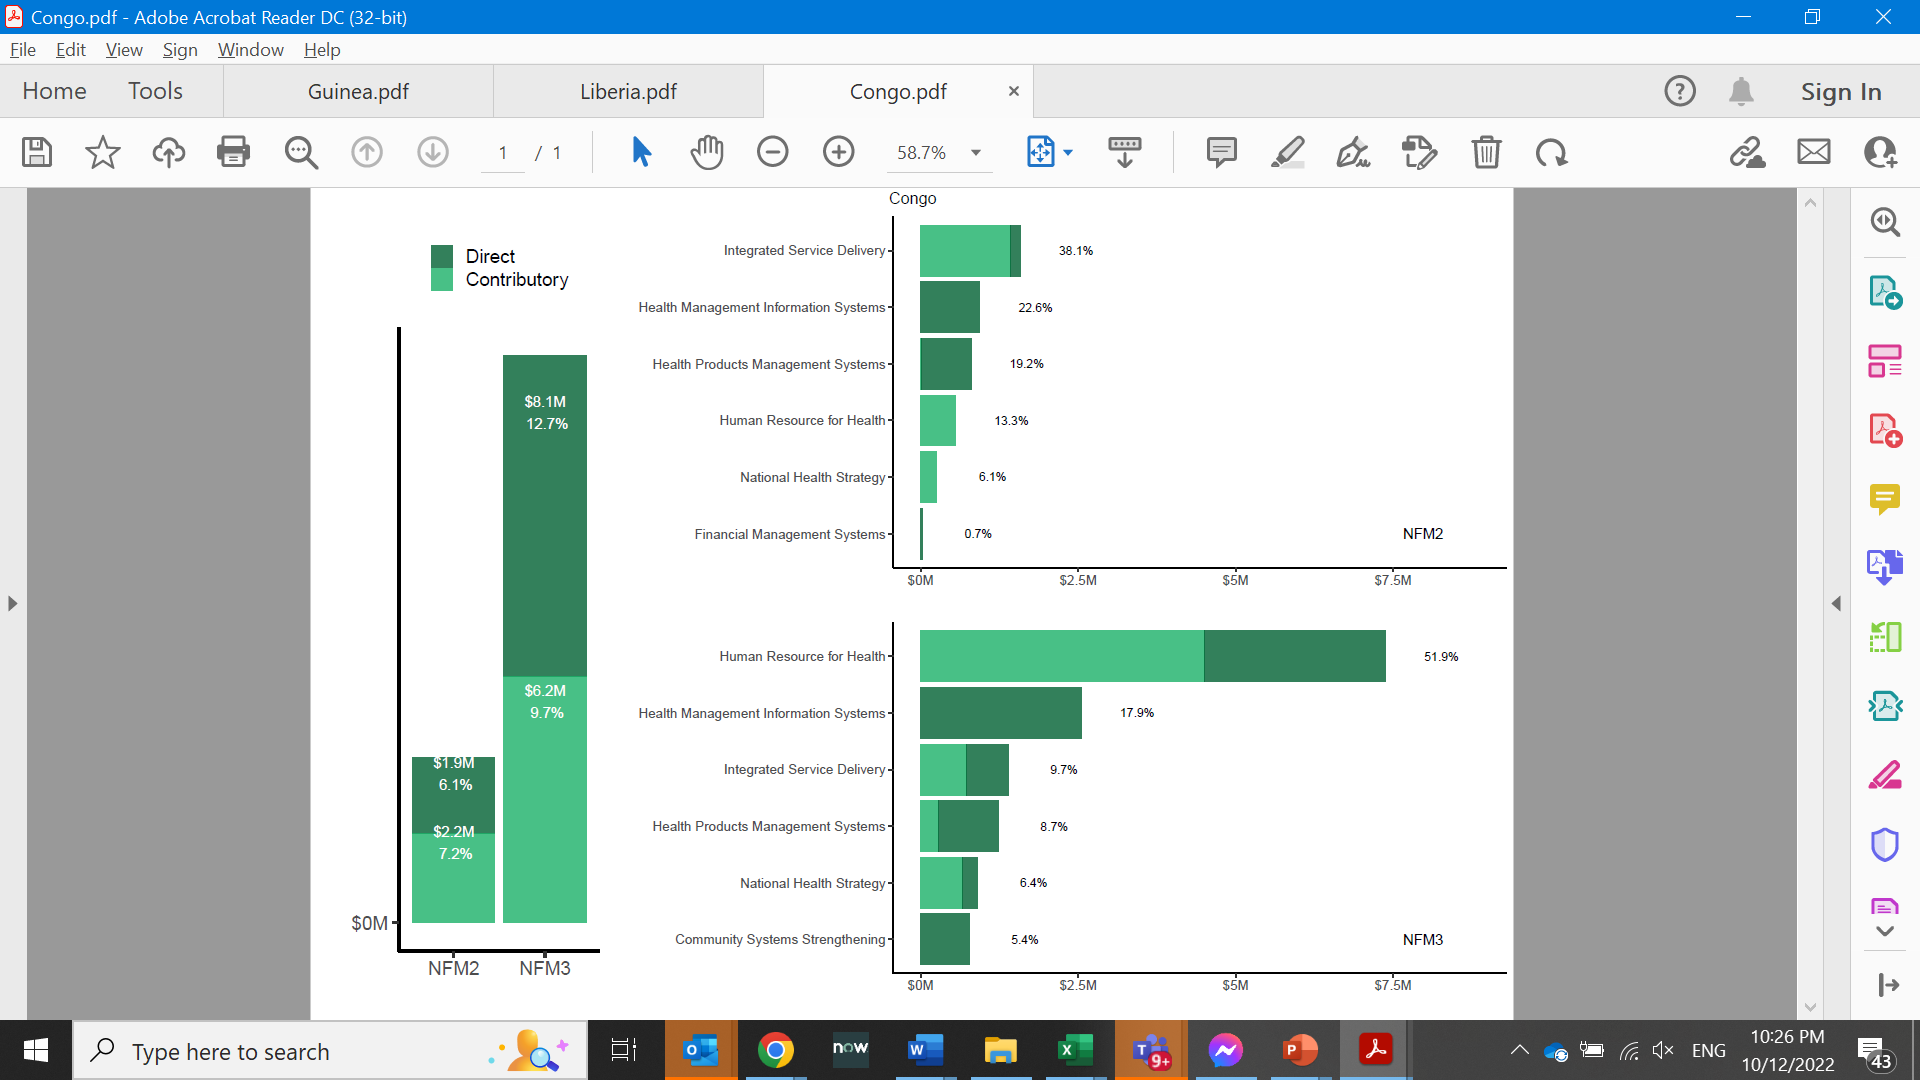 Congo.pdf - Adobe Acrobat Reader DC (32-bit)
File Edit View Sign Window Help
Home Tools Guinea.pdf Liberia.pdf Congo.pdf × Sign In
1 / 1 58.7%
Congo
Direct
Contributory
$8.1M
12.7%
$6.2M
9.7%
$1.9M
6.1%
$2.2M
7.2%
$0M
NFM2 NFM3
Integrated Service Delivery 38.1%
Health Management Information Systems 22.6%
Health Products Management Systems 19.2%
Human Resource for Health 13.3%
National Health Strategy 6.1%
Financial Management Systems 0.7% NFM2
$0M $2.5M $5M $7.5M
Human Resource for Health 51.9%
Health Management Information Systems 17.9%
Integrated Service Delivery 9.7%
Health Products Management Systems 8.7%
National Health Strategy 6.4%
Community Systems Strengthening 5.4% NFM3
$0M $2.5M $5M $7.5M
Type here to search now 9+ ENG 10:26 PM
10/12/2022 43